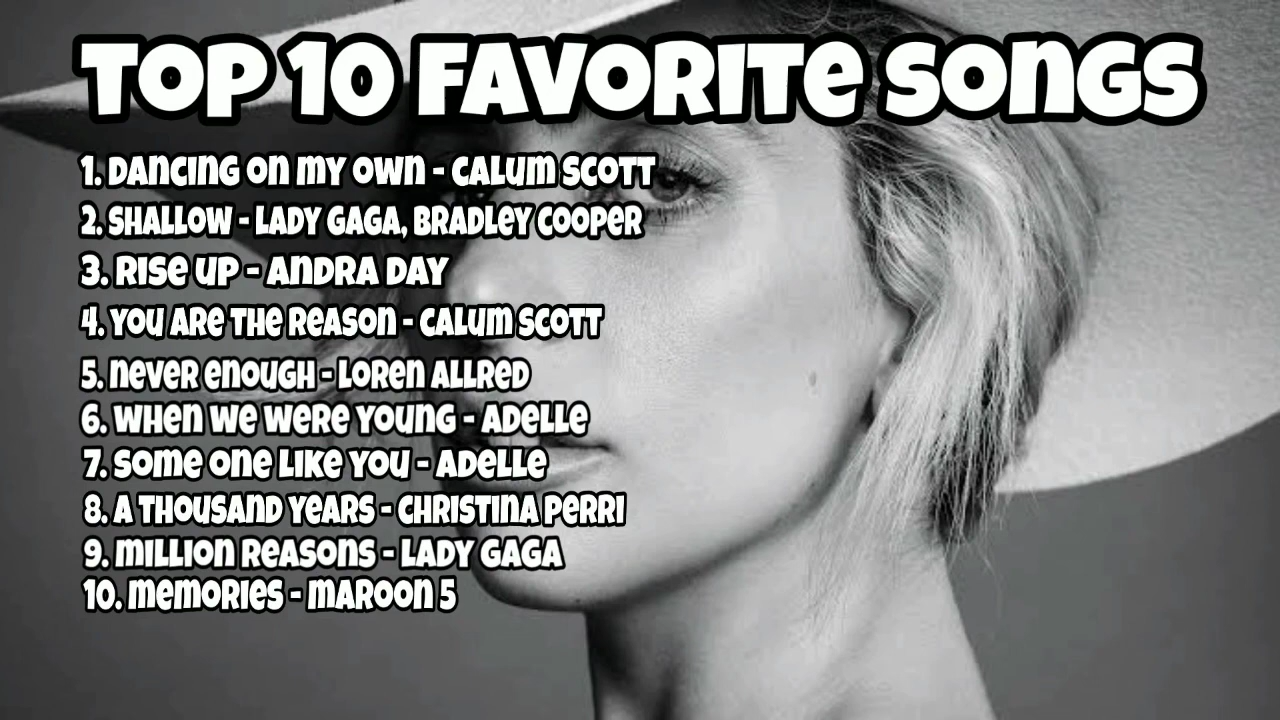 TOP 10 FAVORITE SONGS
1. DANCING ON MY OWN - CALUM SCOTT
2. SHALLOW - LADY GAGA, BRADLEY COOPER
3. RISE UP - ANDRA DAY
4. YOU ARE THE REASON - CALUM SCOTT
5. NEVER ENOUGH - LOREN ALLRED
6. WHEN WE WERE YOUNG - ADELLE
7. SOME ONE LIKE YOU - ADELLE
8. A THOUSAND YEARS - CHRISTINA PERRI
9. MILLION REASONS - LADY GAGA
10. MEMORIES - MAROON 5